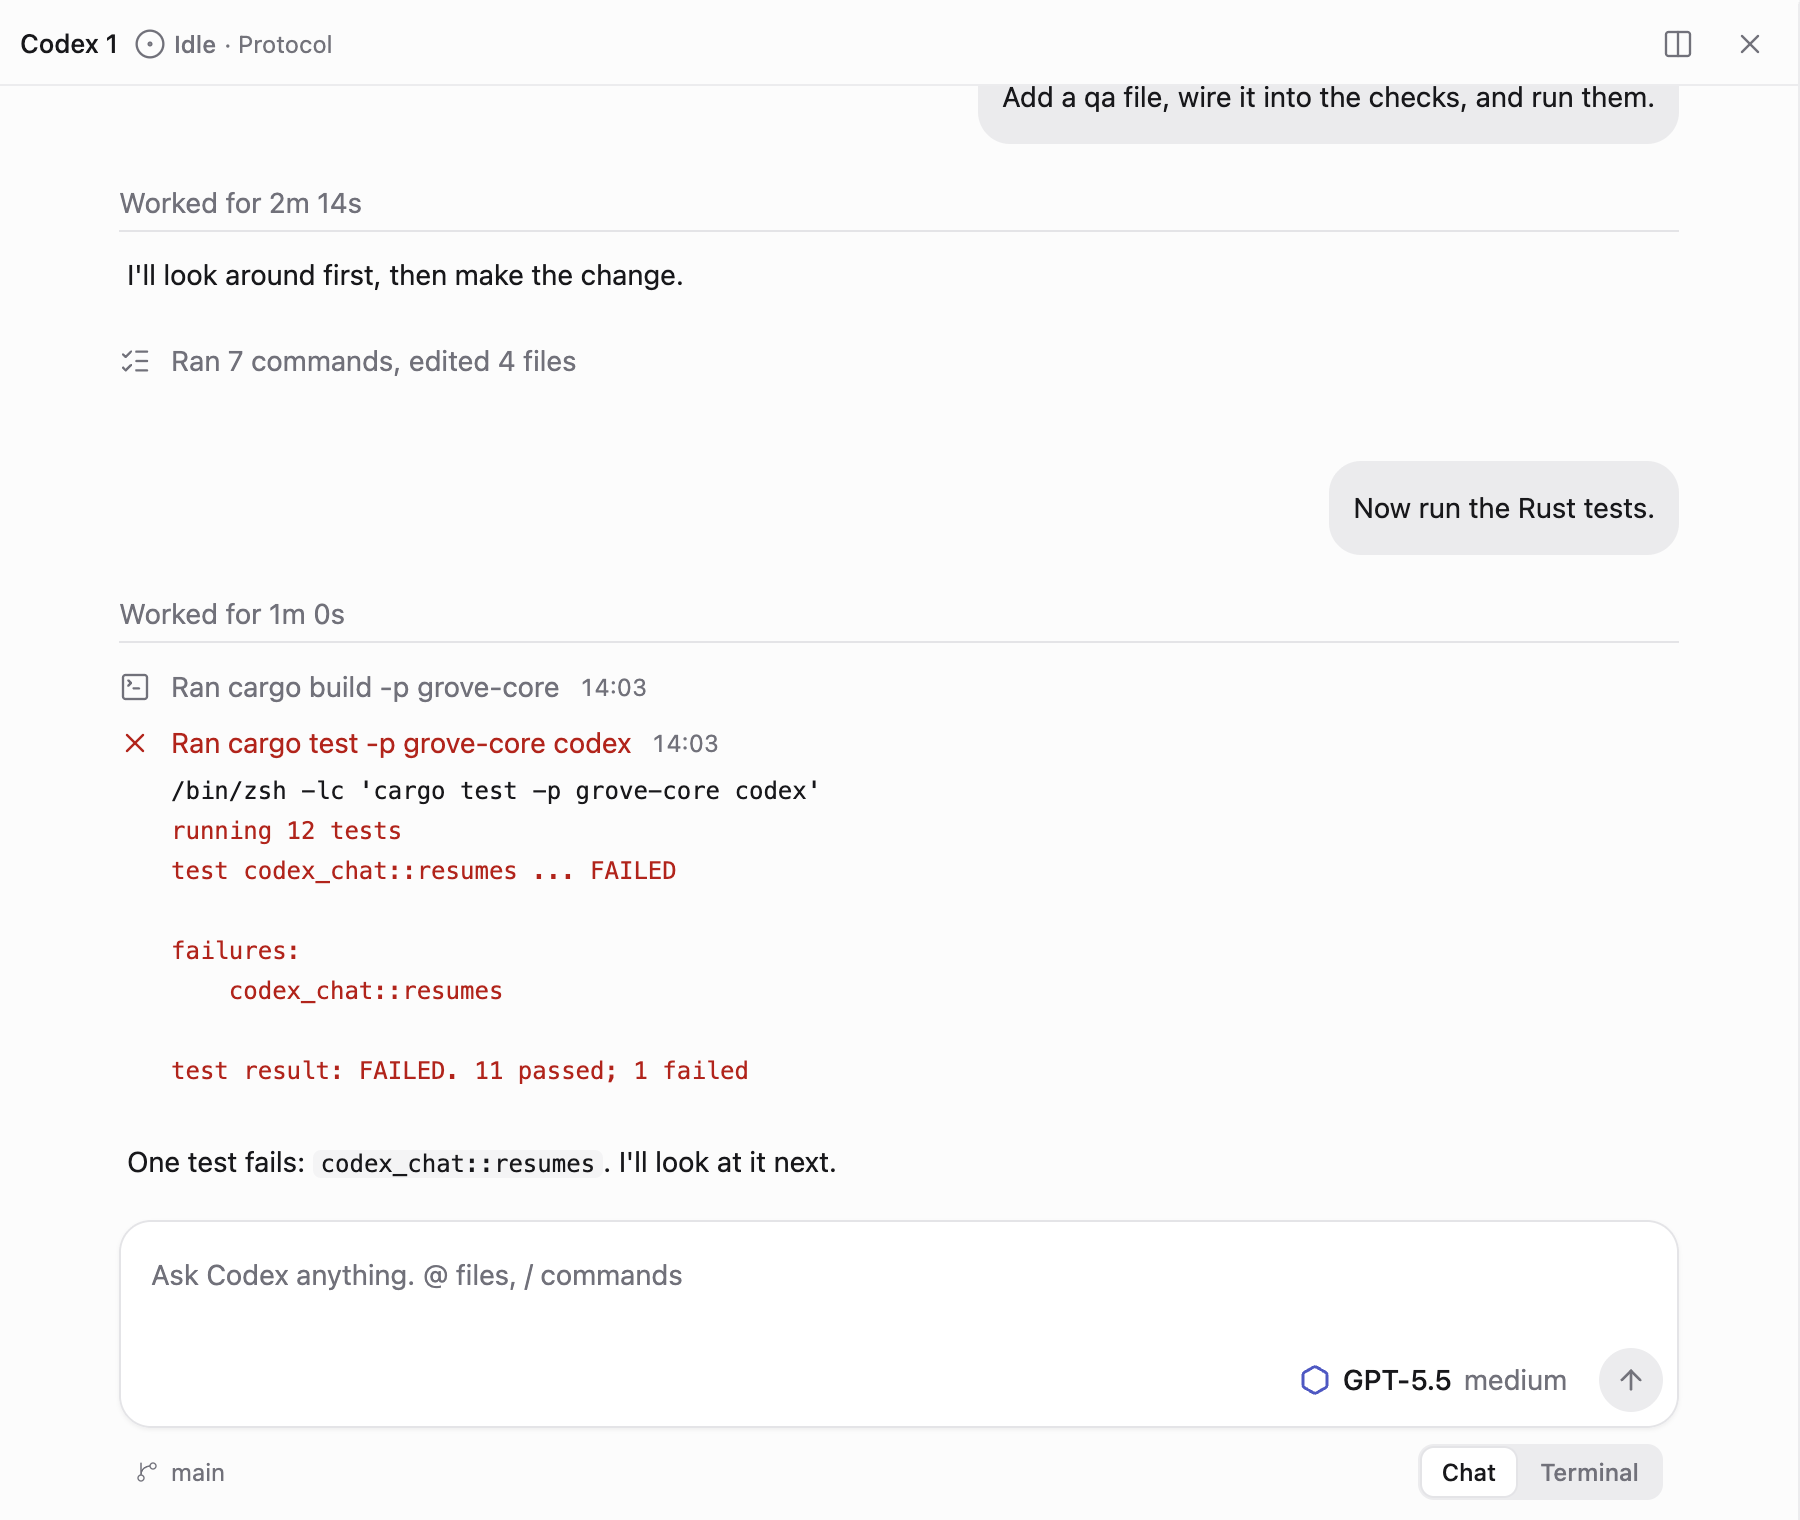 Codex 1 Idle · Protocol
Add a qa file, wire it into the checks, and run them.
Worked for 2m 14s
I'll look around first, then make the change.
Ran 7 commands, edited 4 files
Now run the Rust tests.
Worked for 1m 0s
Ran cargo build -p grove-core 14:03
Ran cargo test -p grove-core codex 14:03
/bin/zsh -lc 'cargo test -p grove-core codex'
running 12 tests
test codex_chat::resumes ... FAILED
failures:
    codex_chat::resumes
test result: FAILED. 11 passed; 1 failed
One test fails: codex_chat::resumes. I'll look at it next.
Ask Codex anything. @ files, / commands
GPT-5.5 medium
main
Chat Terminal